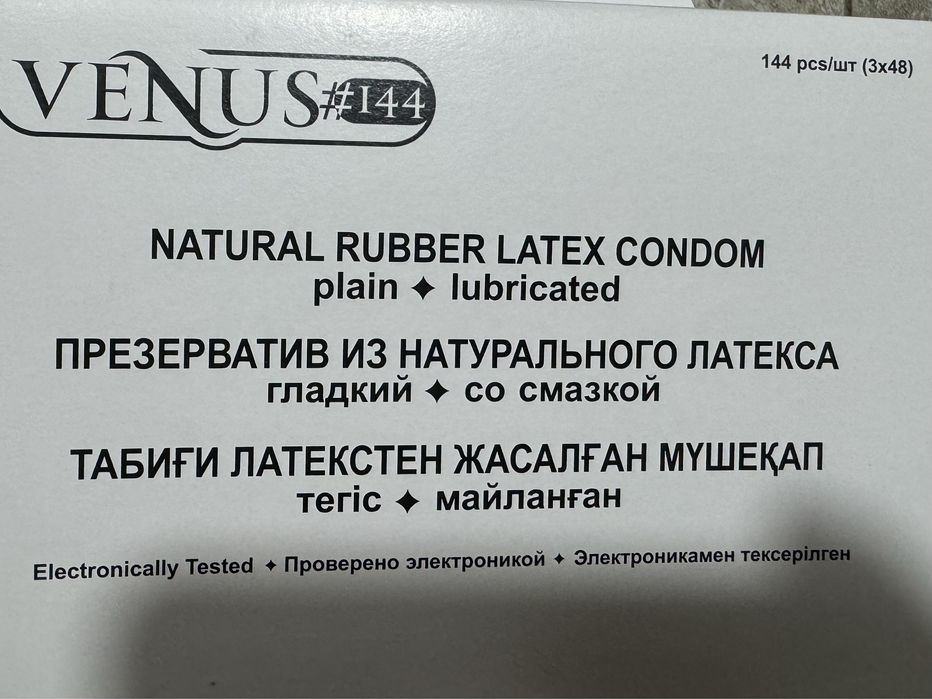 VENUS #144
144 pcs/шт (3x48)
NATURAL RUBBER LATEX CONDOM
plain ✦ lubricated
ПРЕЗЕРВАТИВ ИЗ НАТУРАЛЬНОГО ЛАТЕКСА
гладкий ✦ со смазкой
ТАБИҒИ ЛАТЕКСТЕН ЖАСАЛҒАН МҮШЕҚАП
тегіс ✦ майланған
Electronically Tested ✦ Проверено электроникой ✦ Электроникамен тексерілген